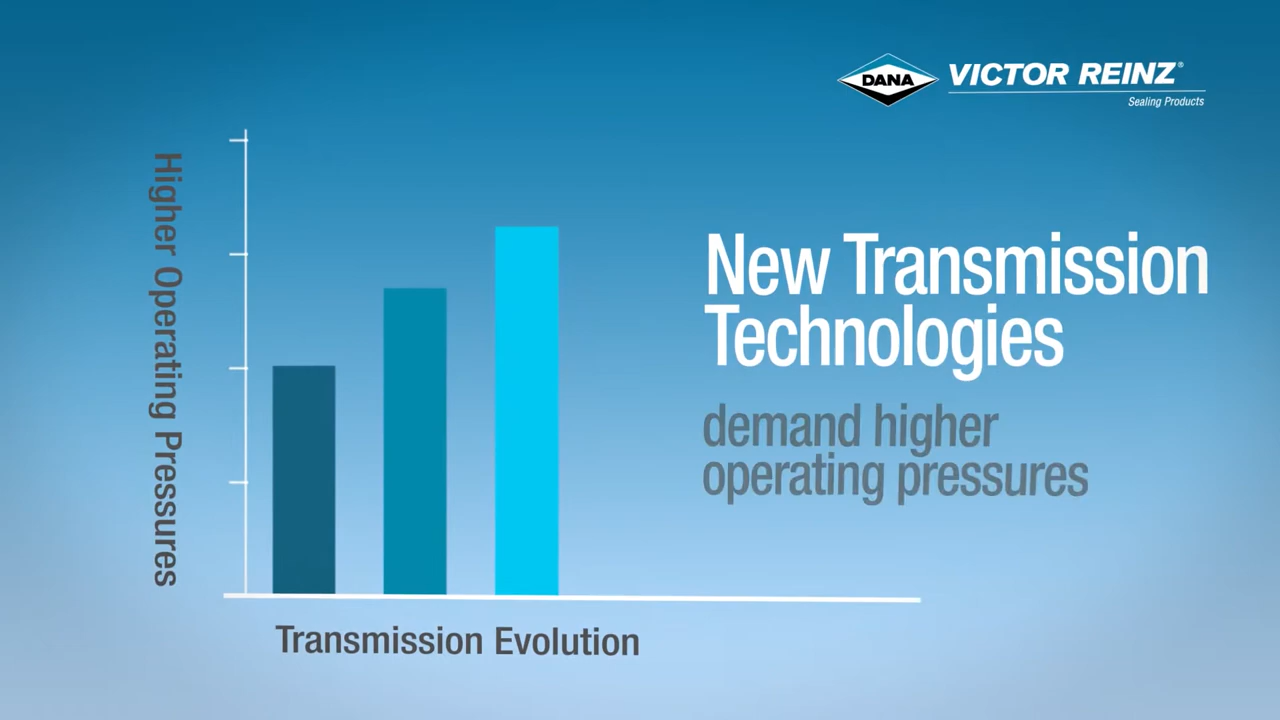 DANA
VICTOR REINZ®
Sealing Products
Higher Operating Pressures
New Transmission
Technologies
demand higher
operating pressures
Transmission Evolution